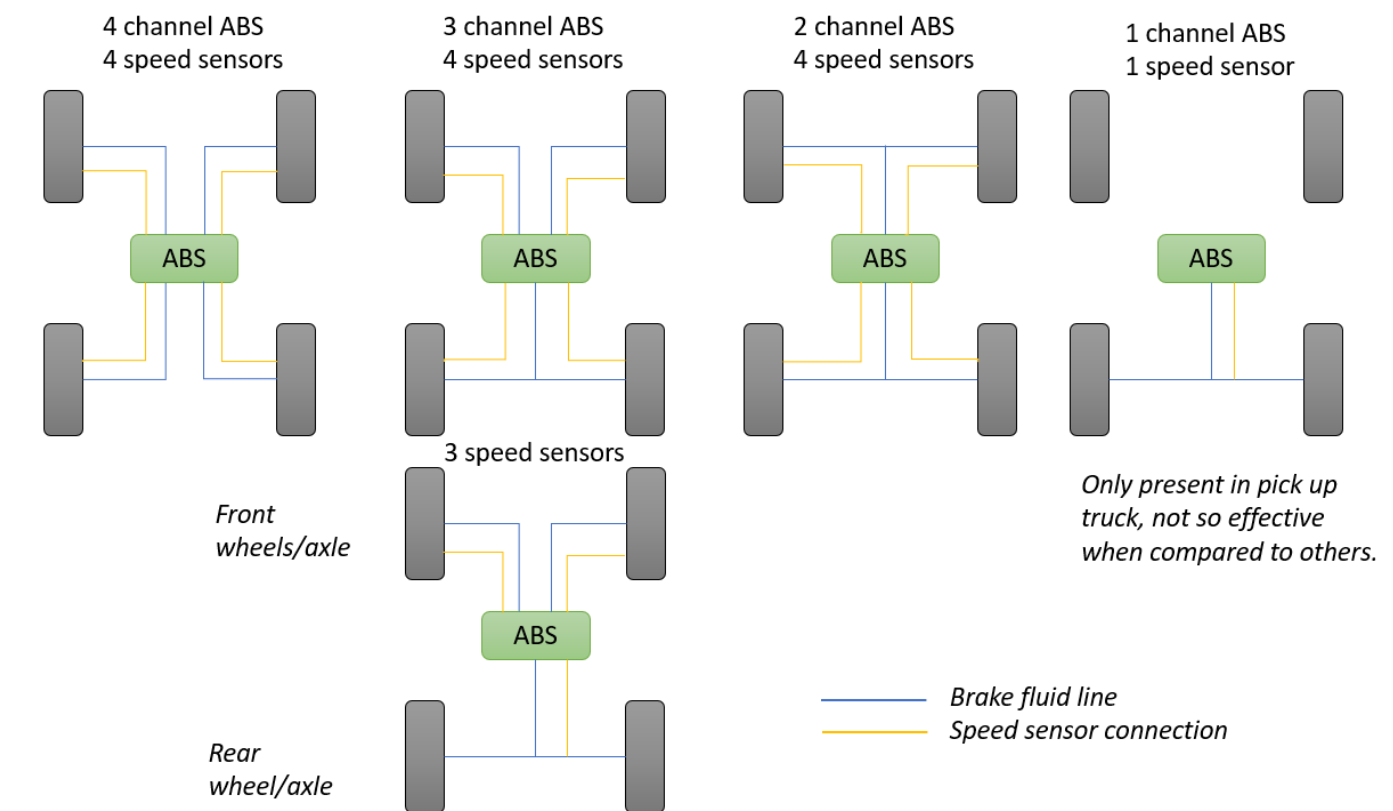 4 channel ABS
4 speed sensors
3 channel ABS
4 speed sensors
2 channel ABS
4 speed sensors
1 channel ABS
1 speed sensor
ABS
ABS
ABS
ABS
3 speed sensors
Front
wheels/axle
Only present in pick up
truck, not so effective
when compared to others.
ABS
Brake fluid line
Speed sensor connection
Rear
wheel/axle